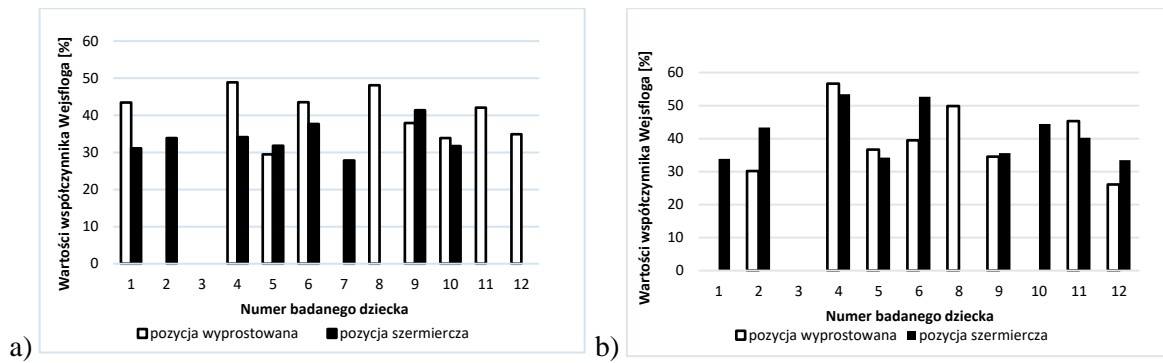 a)
Wartości współczynnika Wejsfloga [%]
60
50
40
30
20
10
0
1 2 3 4 5 6 7 8 9 10 11 12
Numer badanego dziecka
pozycja wyprostowana pozycja szermiercza
b)
Wartości współczynnika Wejsfloga [%]
60
50
40
30
20
10
0
1 2 3 4 5 6 8 9 10 11 12
Numer badanego dziecka
pozycja wyprostowana pozycja szermiercza